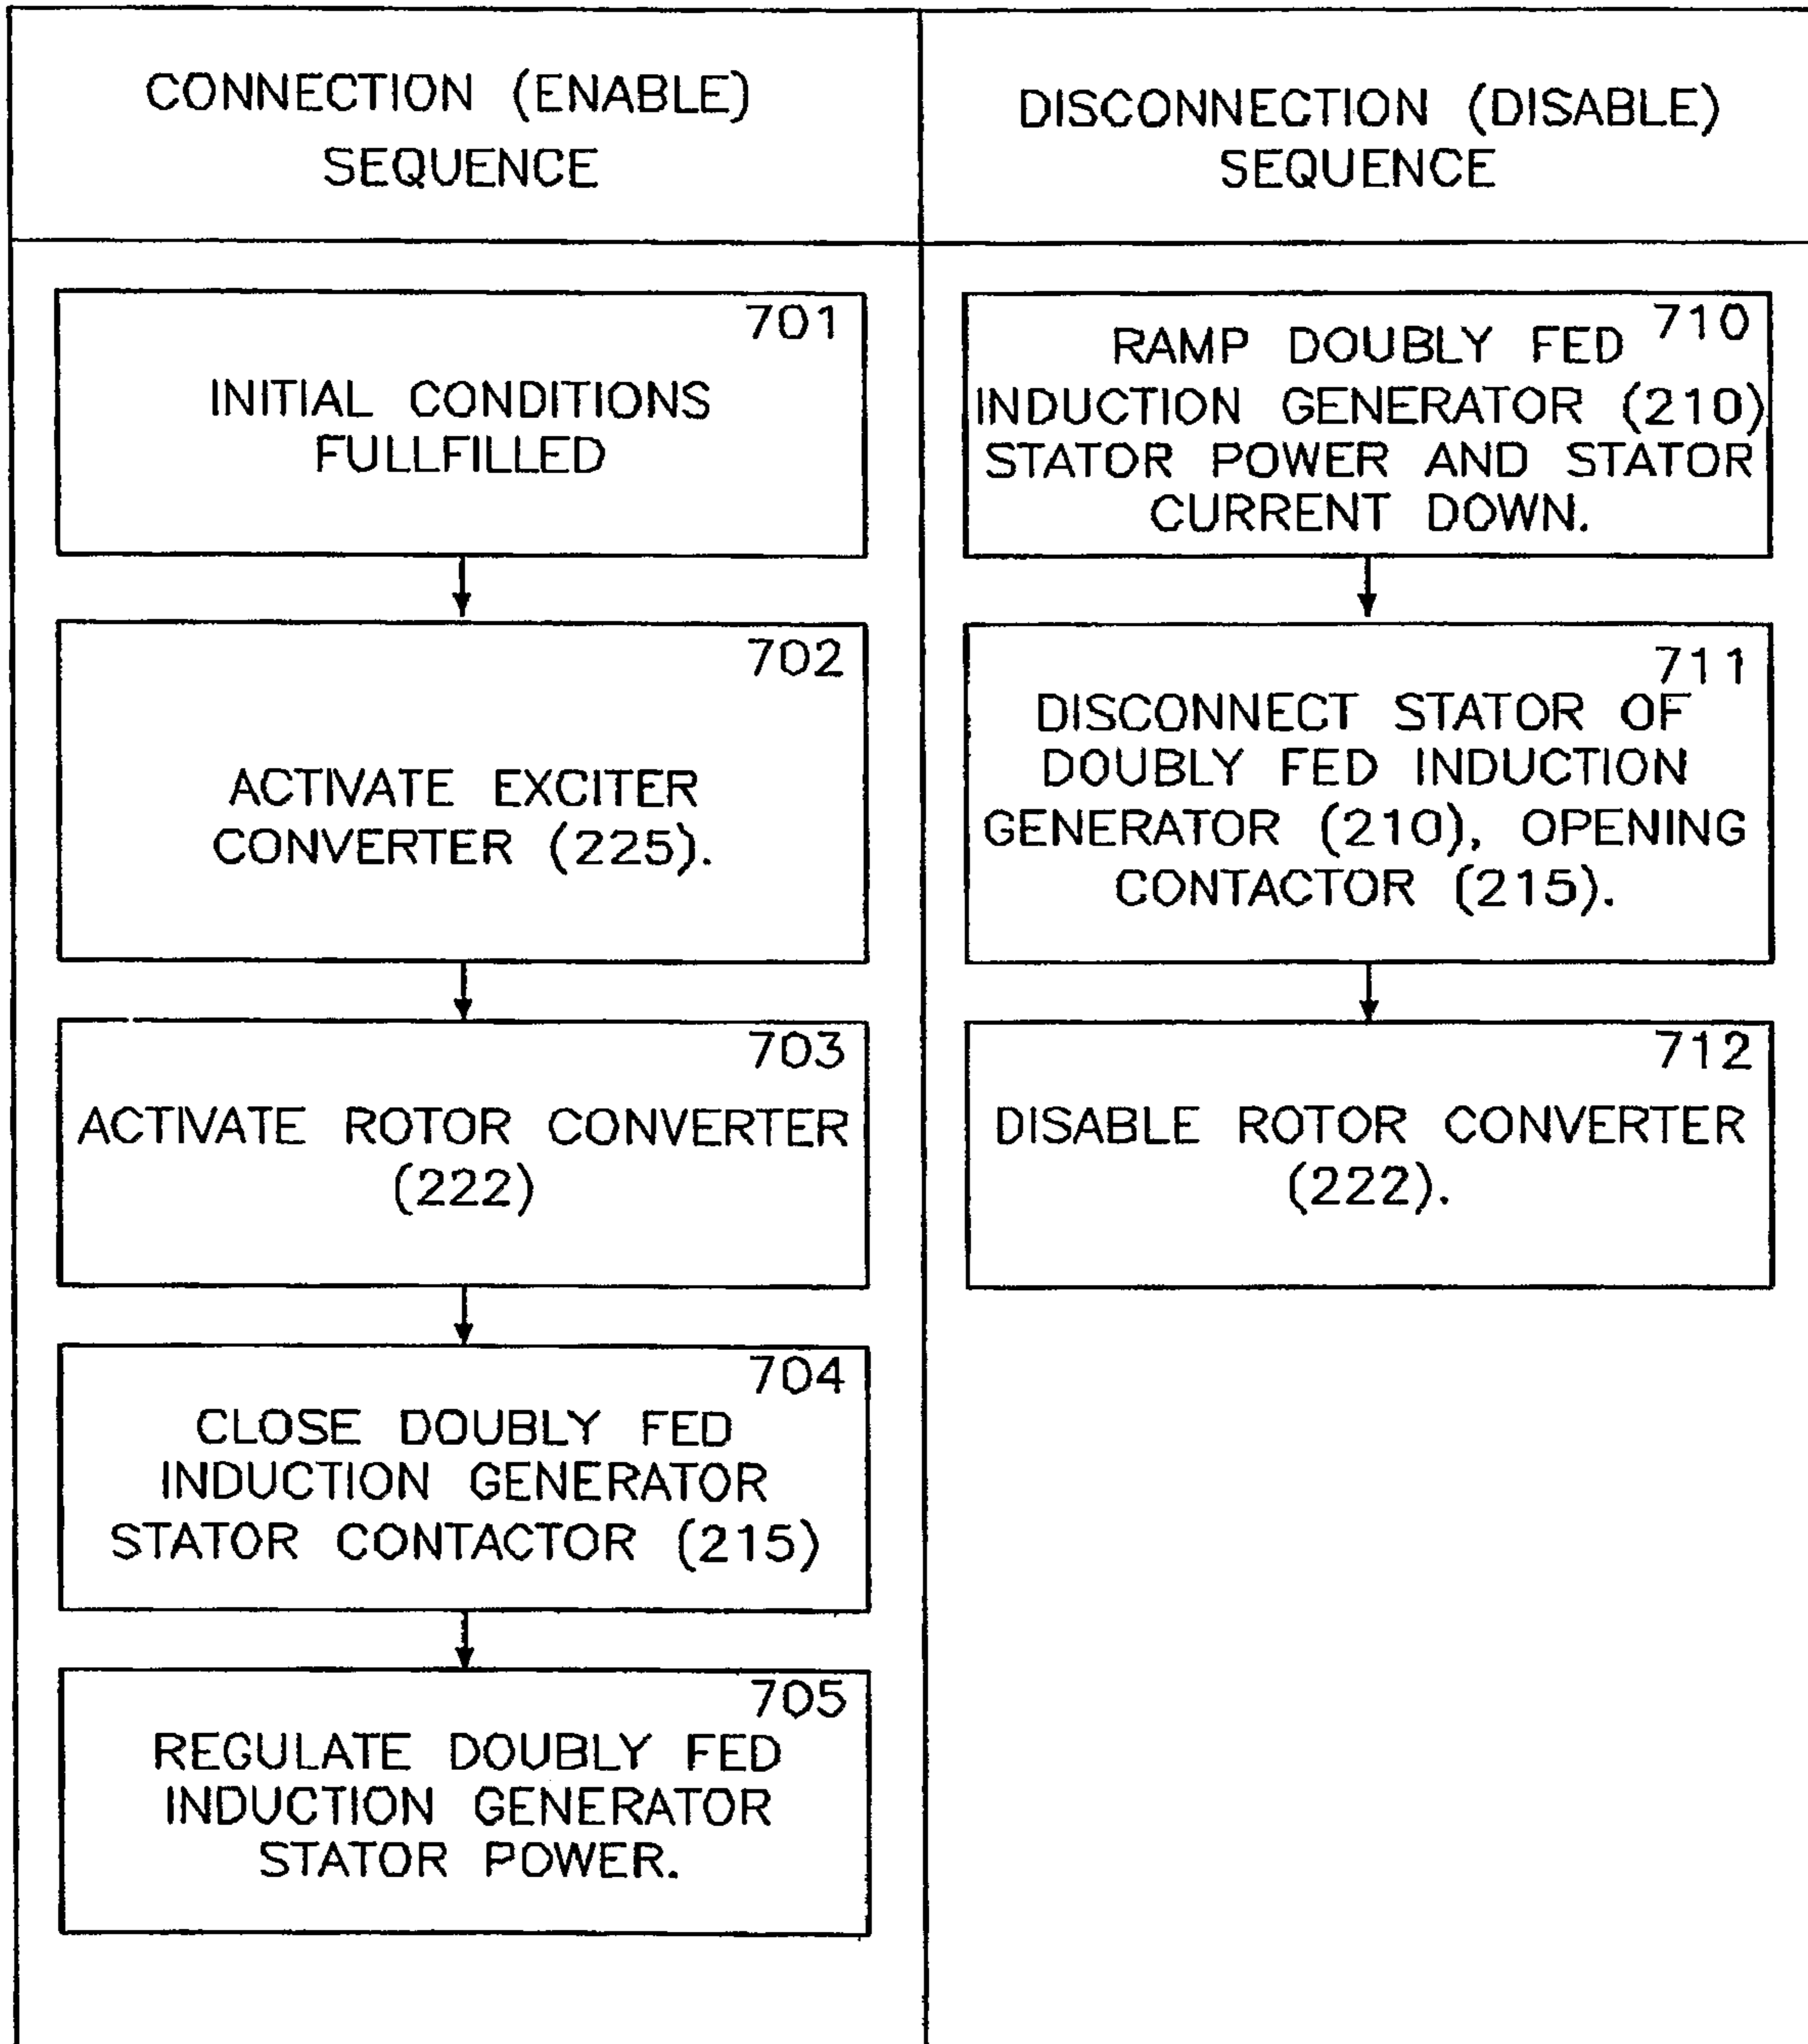 CONNECTION (ENABLE)
SEQUENCE
701
INITIAL CONDITIONS
FULLFILLED
702
ACTIVATE EXCITER
CONVERTER (225).
703
ACTIVATE ROTOR CONVERTER
(222)
704
CLOSE DOUBLY FED
INDUCTION GENERATOR
STATOR CONTACTOR (215)
705
REGULATE DOUBLY FED
INDUCTION GENERATOR
STATOR POWER.
DISCONNECTION (DISABLE)
SEQUENCE
710
RAMP DOUBLY FED
INDUCTION GENERATOR (210)
STATOR POWER AND STATOR
CURRENT DOWN.
711
DISCONNECT STATOR OF
DOUBLY FED INDUCTION
GENERATOR (210), OPENING
CONTACTOR (215).
712
DISABLE ROTOR CONVERTER
(222).